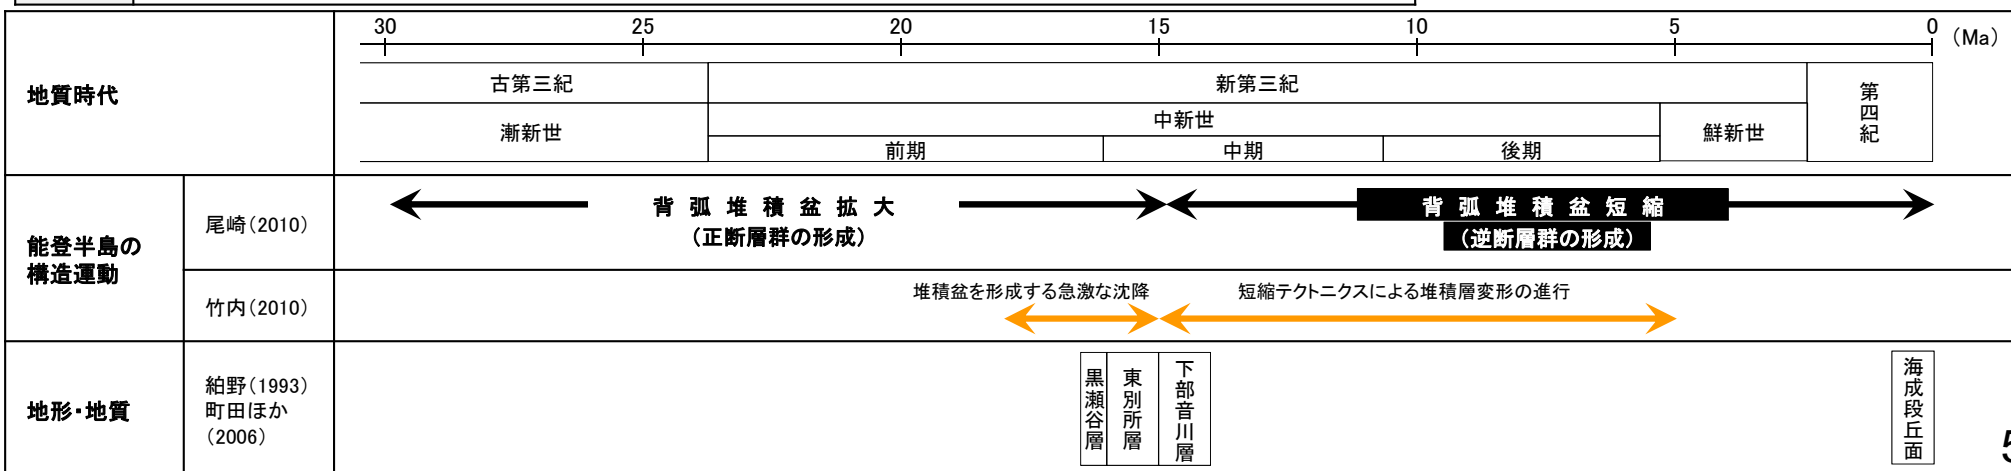 30 25 20 15 10 5 0 (Ma)
地質時代
古第三紀 新第三紀 第四紀
漸新世 中新世 鮮新世
前期 中期 後期
能登半島の
構造運動
尾崎(2010)
背弧堆積盆拡大
(正断層群の形成)
背弧堆積盆短縮
(逆断層群の形成)
竹内(2010)
堆積盆を形成する急激な沈降 短縮テクトニクスによる堆積層変形の進行
地形・地質
絈野(1993)
町田ほか
(2006)
黒瀬谷層
東別所層
下部音川層
海成段丘面